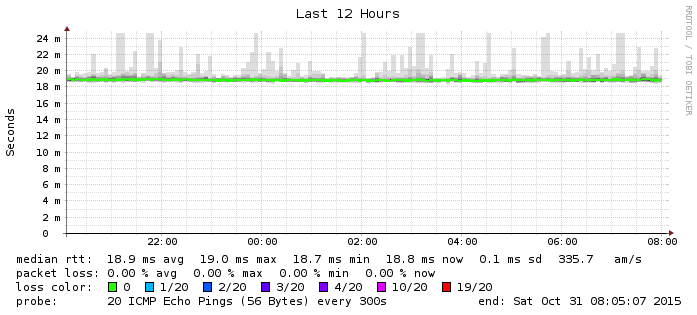 Last 12 Hours
RRDTOOL / TOBI OETIKER
Seconds
24 m
22 m
20 m
18 m
16 m
14 m
12 m
10 m
8 m
6 m
4 m
2 m
0
22:00 00:00 02:00 04:00 06:00 08:00
median rtt: 18.9 ms avg 19.0 ms max 18.7 ms min 18.8 ms now 0.1 ms sd 335.7 am/s
packet loss: 0.00 % avg 0.00 % max 0.00 % min 0.00 % now
loss color: 0 1/20 2/20 3/20 4/20 10/20 19/20
probe: 20 ICMP Echo Pings (56 Bytes) every 300s end: Sat Oct 31 08:05:07 2015